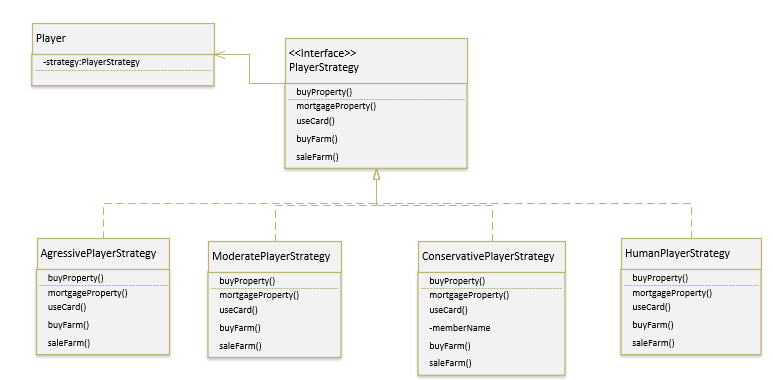 Player
-strategy:PlayerStrategy
<<Interface>>
PlayerStrategy
buyProperty()
mortgageProperty()
useCard()
buyFarm()
saleFarm()
AgressivePlayerStrategy
buyProperty()
mortgageProperty()
useCard()
buyFarm()
saleFarm()
ModeratePlayerStrategy
buyProperty()
mortgageProperty()
useCard()
buyFarm()
saleFarm()
ConservativePlayerStrategy
buyProperty()
mortgageProperty()
useCard()
-memberName
buyFarm()
saleFarm()
HumanPlayerStrategy
buyProperty()
mortgageProperty()
useCard()
buyFarm()
saleFarm()